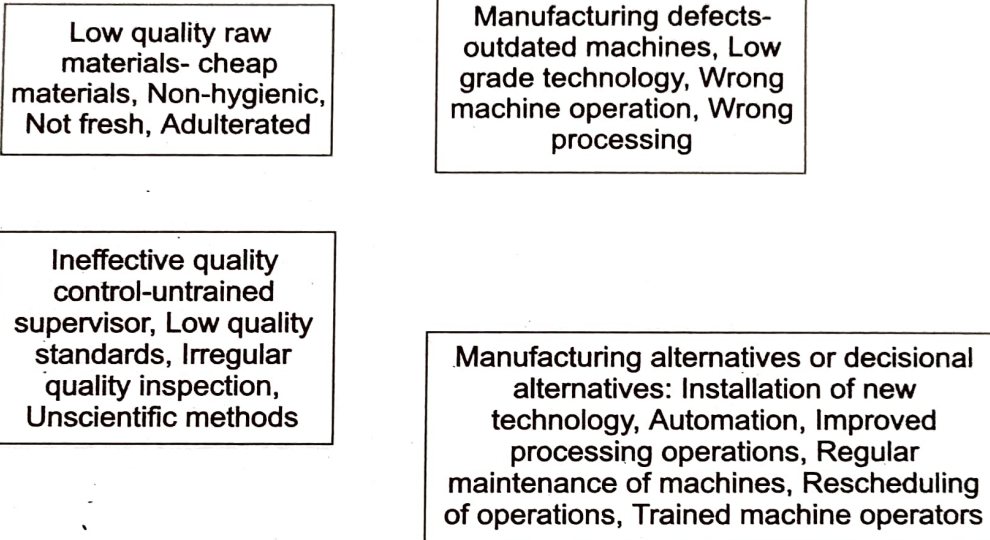 Low quality raw
materials- cheap
materials, Non-hygienic,
Not fresh, Adulterated
Manufacturing defects-
outdated machines, Low
grade technology, Wrong
machine operation, Wrong
processing
Ineffective quality
control-untrained
supervisor, Low quality
standards, Irregular
quality inspection,
Unscientific methods
Manufacturing alternatives or decisional
alternatives: Installation of new
technology, Automation, Improved
processing operations, Regular
maintenance of machines, Rescheduling
of operations, Trained machine operators